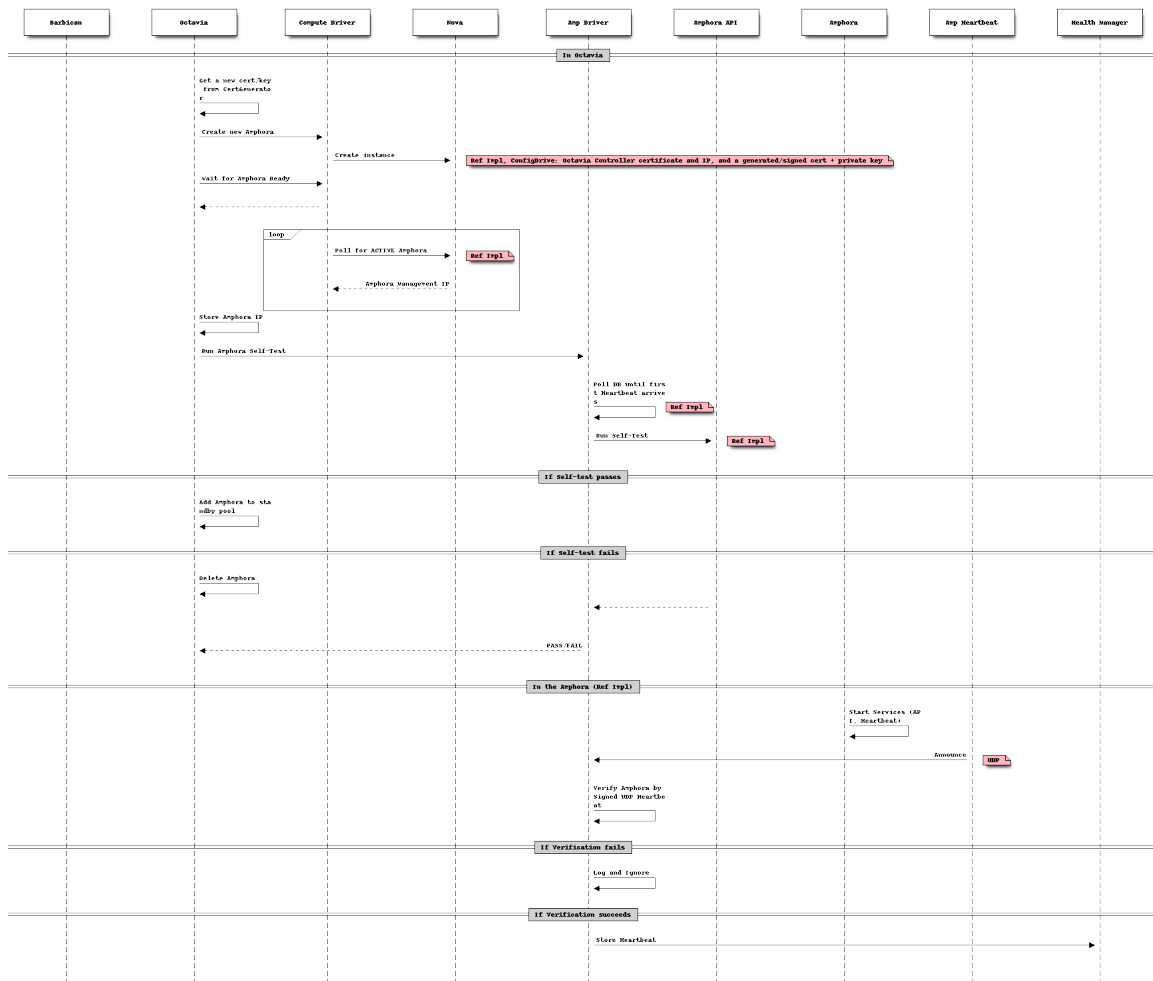 Barbican
Octavia
Compute Driver
Nova
Amp Driver
Amphora API
Amphora
Amp Heartbeat
Health Manager
In Octavia
Get a new cert/key
from CertGenerato
r
Create new Amphora
Create instance
Ref Impl, ConfigDrive: Octavia Controller certificate and IP, and a generated/signed cert + private key
Wait for Amphora Ready
loop
Poll for ACTIVE Amphora
Ref Impl
Amphora Management IP
Store Amphora IP
Run Amphora Self-Test
Poll DB until firs
t Heartbeat arrive
s
Ref Impl
Run Self-Test
Ref Impl
If Self-test passes
Add Amphora to sta
ndby pool
If Self-test fails
Delete Amphora
PASS/FAIL
In the Amphora (Ref Impl)
Start Services (AP
I, Heartbeat)
Announce
UDP
Verify Amphora by
Signed UDP Heartbe
at
If Verification fails
Log and Ignore
If Verification succeeds
Store Heartbeat